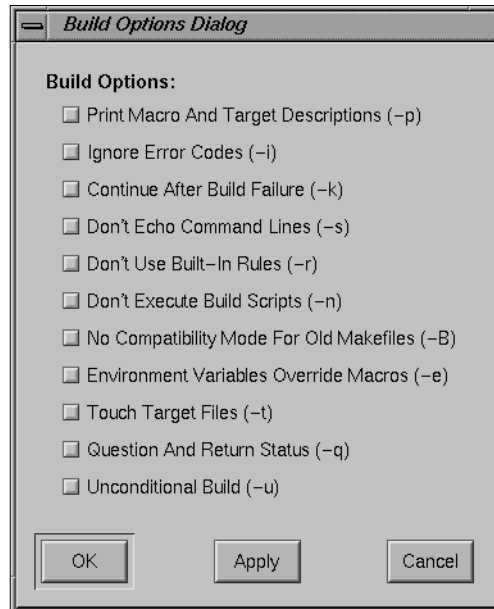 Build Options Dialog
Build Options:
Print Macro And Target Descriptions (-p)
Ignore Error Codes (-i)
Continue After Build Failure (-k)
Don't Echo Command Lines (-s)
Don't Use Built-In Rules (-r)
Don't Execute Build Scripts (-n)
No Compatibility Mode For Old Makefiles (-B)
Environment Variables Override Macros (-e)
Touch Target Files (-t)
Question And Return Status (-q)
Unconditional Build (-u)
OK Apply Cancel